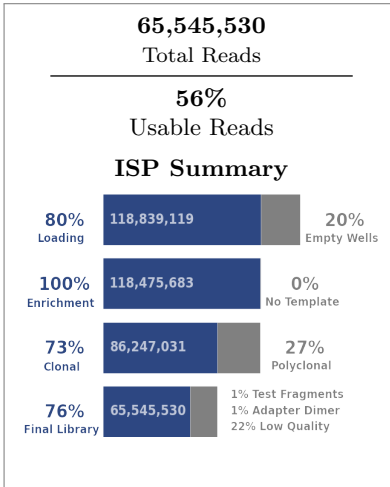 65,545,530
Total Reads
56%
Usable Reads
ISP Summary
80%
Loading
118,839,119
20%
Empty Wells
100%
Enrichment
118,475,683
0%
No Template
73%
Clonal
86,247,031
27%
Polyclonal
76%
Final Library
65,545,530
1% Test Fragments
1% Adapter Dimer
22% Low Quality